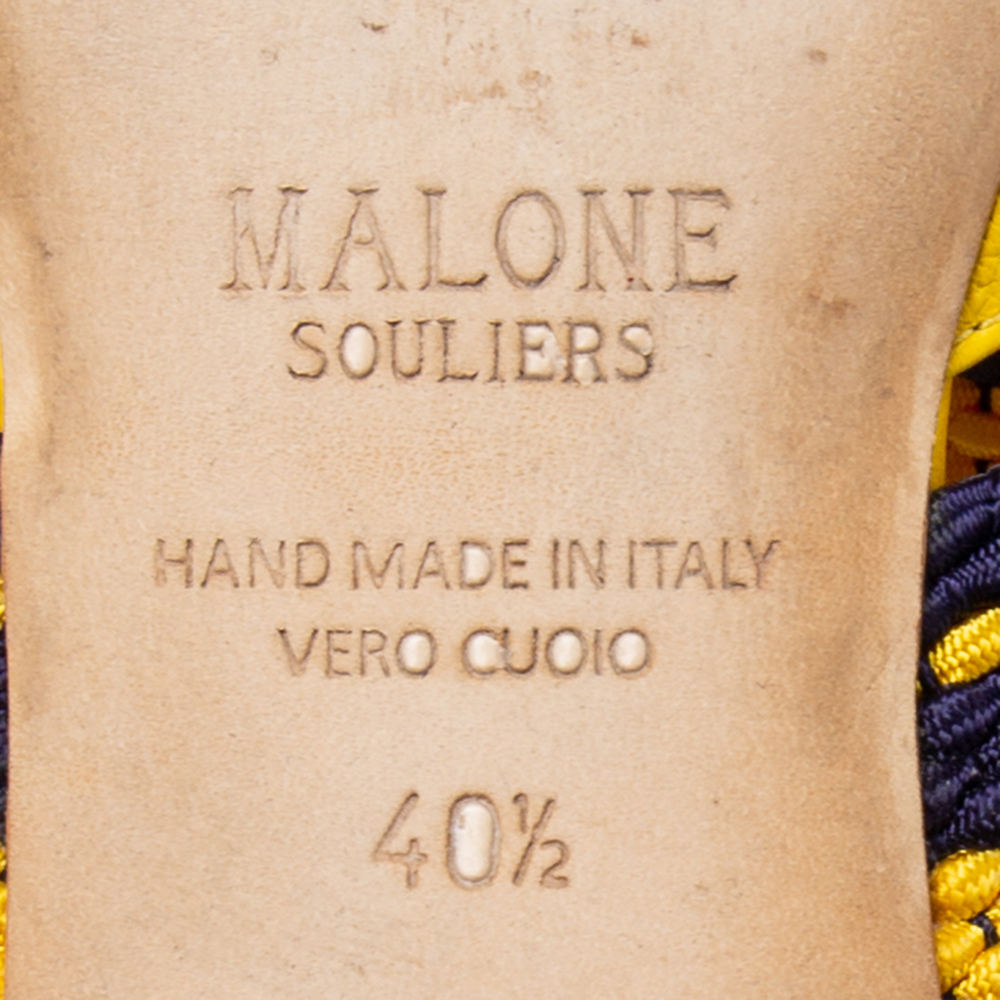 MALONE
SOULIERS
HAND MADE IN ITALY
VERO CUOIO
40½